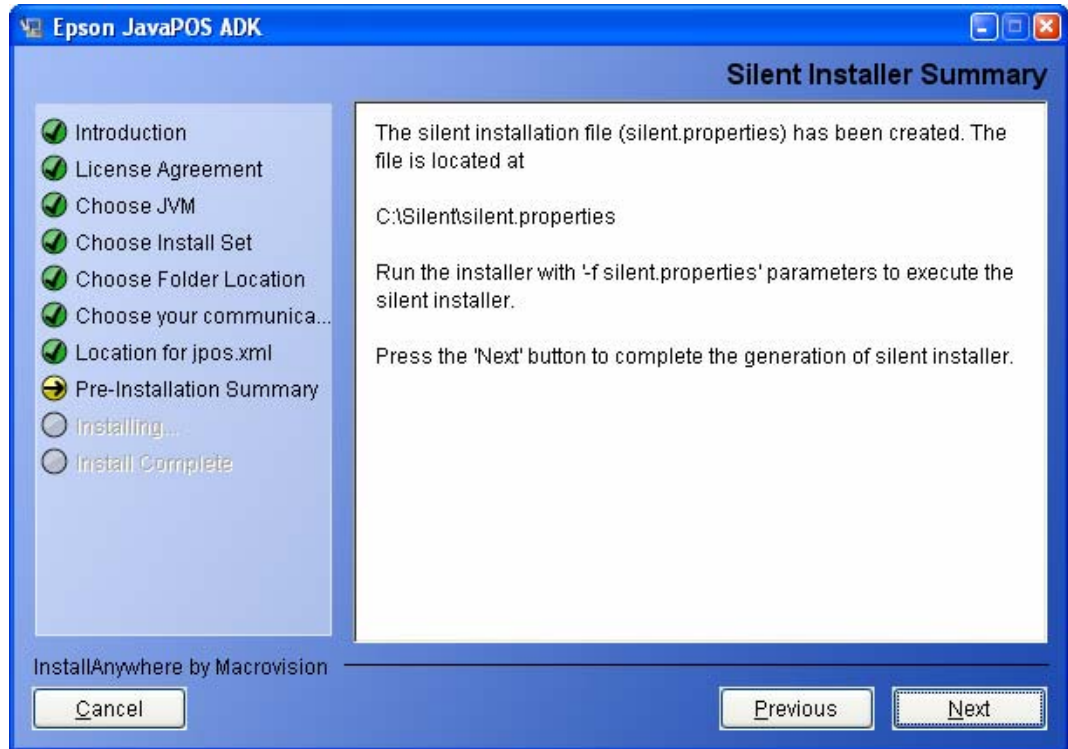 Epson JavaPOS ADK
Silent Installer Summary
Introduction
License Agreement
Choose JVM
Choose Install Set
Choose Folder Location
Choose your communica...
Location for jpos.xml
Pre-Installation Summary
Installing...
Install Complete
The silent installation file (silent.properties) has been created. The
file is located at
C:\Silent\silent.properties
Run the installer with '-f silent.properties' parameters to execute the
silent installer.
Press the 'Next' button to complete the generation of silent installer.
InstallAnywhere by Macrovision
Cancel
Previous
Next